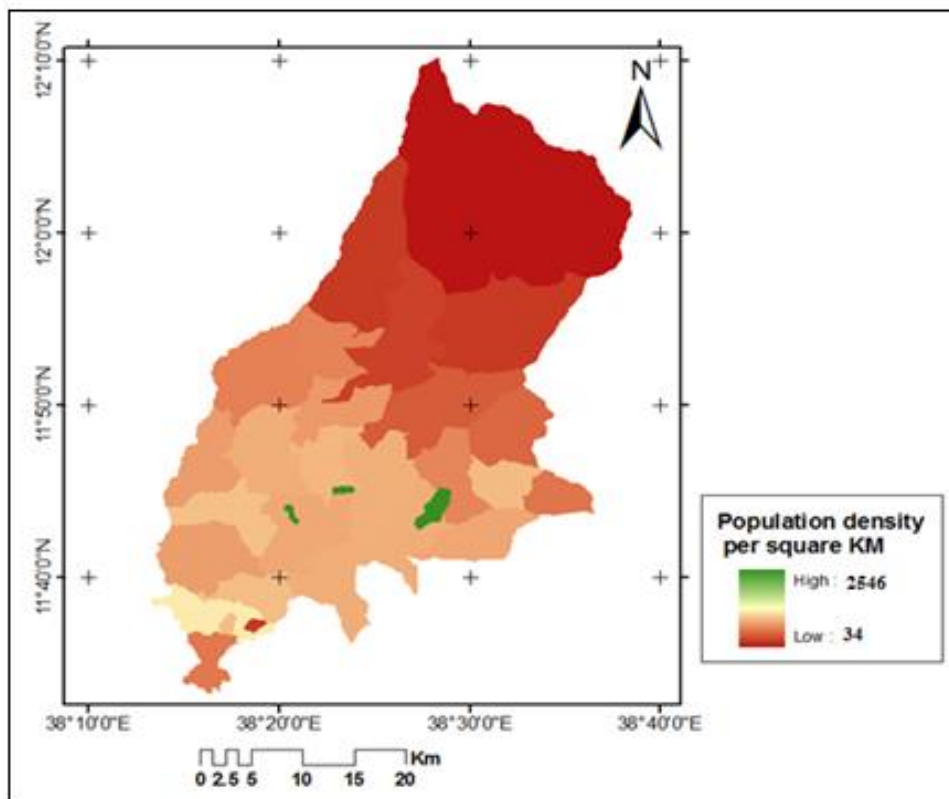 12°10'0"N
N
12°0'0"N
11°50'0"N
11°40'0"N
Population density
per square KM
High : 2546
Low : 34
38°10'0"E 38°20'0"E 38°30'0"E 38°40'0"E
Km
0 2.5 5 10 15 20